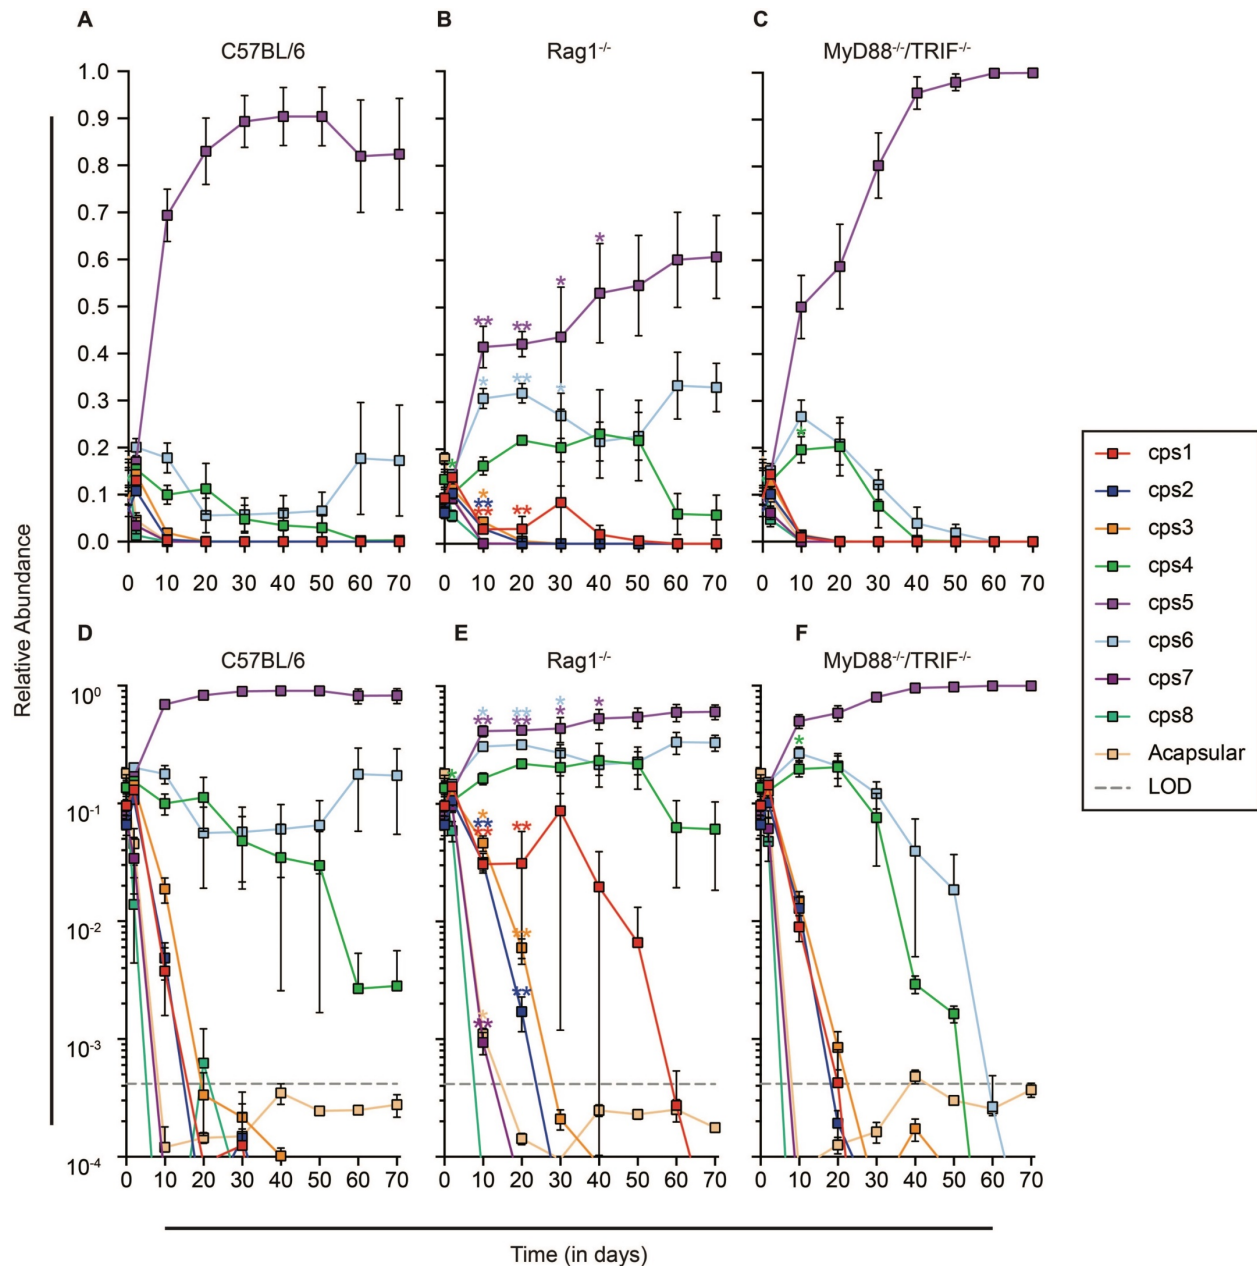 A
B
C
C57BL/6
Rag1-/-
MyD88-/-/TRIF-/-
1.0
0.9
0.8
0.7
0.6
0.5
0.4
0.3
0.2
0.1
0.0
0 10 20 30 40 50 60 70
0 10 20 30 40 50 60 70
0 10 20 30 40 50 60 70
** ** * *
* ** *
*
* ** **
** **
*
Relative Abundance
D
E
F
C57BL/6
Rag1-/-
MyD88-/-/TRIF-/-
10^0
10^-1
10^-2
10^-3
10^-4
* ** *
** ** * *
*
* ** **
** **
**
**
* **
*
0 10 20 30 40 50 60 70
0 10 20 30 40 50 60 70
0 10 20 30 40 50 60 70
Time (in days)
cps1
cps2
cps3
cps4
cps5
cps6
cps7
cps8
Acapsular
LOD